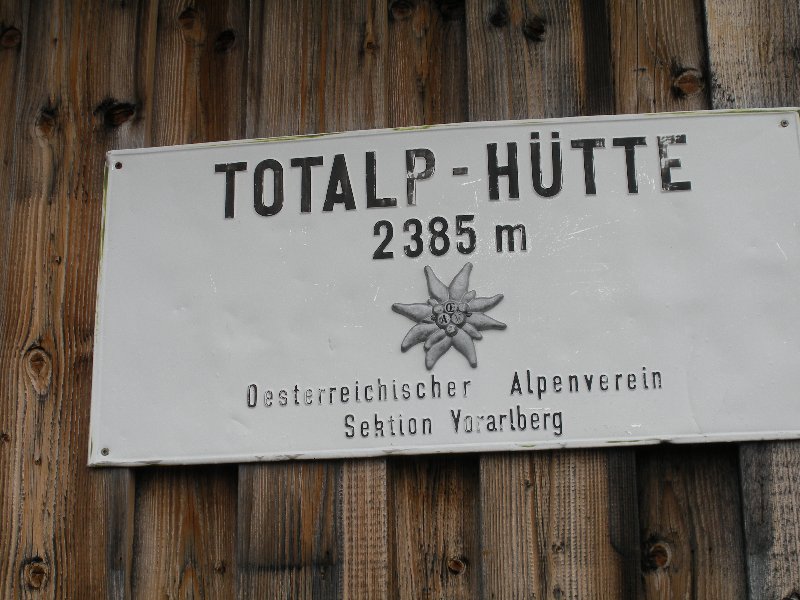 TOTALP-HÜTTE
2385 m
Oesterreichischer Alpenverein
Sektion Vorarlberg